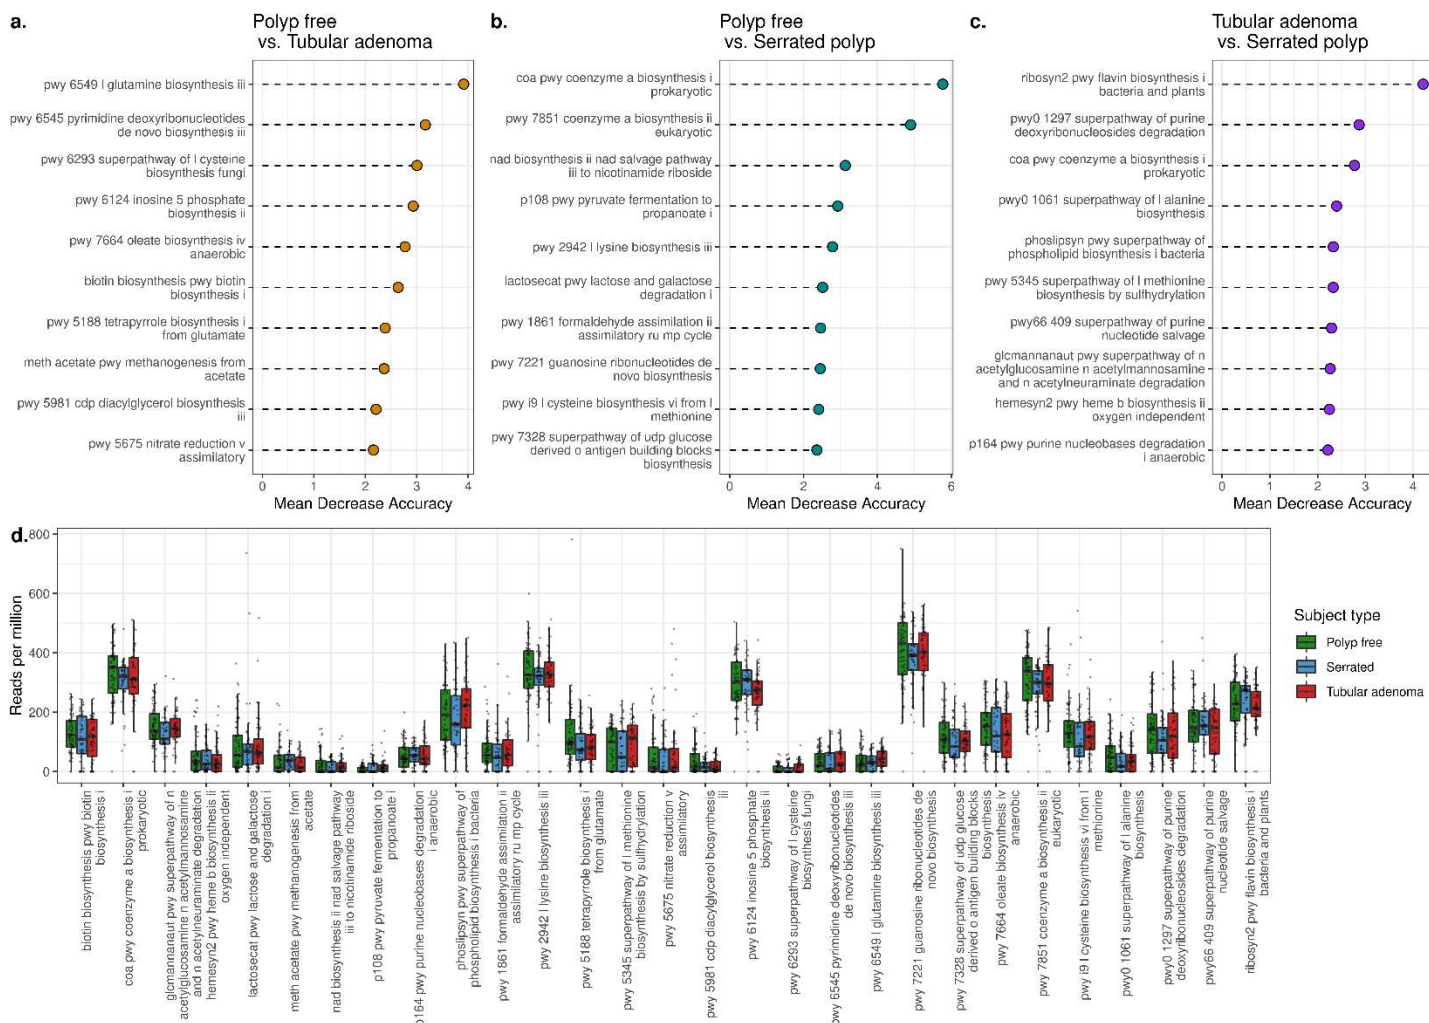 a.
Polyp free
vs. Tubular adenoma
pwy 6549 l glutamine biosynthesis iii
pwy 6545 pyrimidine deoxyribonucleotides
de novo biosynthesis iii
pwy 6293 superpathway of l cysteine
biosynthesis fungi
pwy 6124 inosine 5 phosphate
biosynthesis ii
pwy 7664 oleate biosynthesis iv
anaerobic
biotin biosynthesis pwy biotin
biosynthesis i
pwy 5188 tetrapyrrole biosynthesis i
from glutamate
meth acetate pwy methanogenesis from
acetate
pwy 5981 cdp diacylglycerol biosynthesis
iii
pwy 5675 nitrate reduction v
assimilatory
0 1 2 3 4
Mean Decrease Accuracy
b.
Polyp free
vs. Serrated polyp
coa pwy coenzyme a biosynthesis i
prokaryotic
pwy 7851 coenzyme a biosynthesis ii
eukaryotic
nad biosynthesis ii nad salvage pathway
iii to nicotinamide riboside
p108 pwy pyruvate fermentation to
propanoate i
pwy 2942 l lysine biosynthesis iii
lactosecat pwy lactose and galactose
degradation i
pwy 1861 formaldehyde assimilation ii
assimilatory ru mp cycle
pwy 7221 guanosine ribonucleotides de
novo biosynthesis
pwy i9 l cysteine biosynthesis vi from l
methionine
pwy 7328 superpathway of udp glucose
derived o antigen building blocks
biosynthesis
0 2 4 6
Mean Decrease Accuracy
c.
Tubular adenoma
vs. Serrated polyp
ribosyn2 pwy flavin biosynthesis i
bacteria and plants
pwy0 1297 superpathway of purine
deoxyribonucleosides degradation
coa pwy coenzyme a biosynthesis i
prokaryotic
pwy0 1061 superpathway of l alanine
biosynthesis
phoslipsyn pwy superpathway of
phospholipid biosynthesis i bacteria
pwy 5345 superpathway of l methionine
biosynthesis by sulfhydrylation
pwy66 409 superpathway of purine
nucleotide salvage
glcmannanaut pwy superpathway of n
acetylglucosamine n acetylmannosamine
and n acetylneuraminate degradation
hemesyn2 pwy heme b biosynthesis ii
oxygen independent
p164 pwy purine nucleobases degradation
i anaerobic
0 1 2 3 4
Mean Decrease Accuracy
d.
Reads per million
800
600
400
200
0
Subject type
Polyp free
Serrated
Tubular adenoma
biotin biosynthesis pwy biotin
biosynthesis i
coa pwy coenzyme a biosynthesis i
prokaryotic
glcmannanaut pwy superpathway of n
acetylglucosamine n acetylmannosamine
and n acetylneuraminate degradation
hemesyn2 pwy heme b biosynthesis ii
oxygen independent
lactosecat pwy lactose and galactose
degradation i
meth acetate pwy methanogenesis from
acetate
nad biosynthesis ii nad salvage pathway
iii to nicotinamide riboside
p108 pwy pyruvate fermentation to
propanoate i
p164 pwy purine nucleobases degradation
i anaerobic
phoslipsyn pwy superpathway of
phospholipid biosynthesis i bacteria
pwy 1861 formaldehyde assimilation ii
assimilatory ru mp cycle
pwy 2942 l lysine biosynthesis iii
pwy 5188 tetrapyrrole biosynthesis i
from glutamate
pwy 5345 superpathway of l methionine
biosynthesis by sulfhydrylation
pwy 5675 nitrate reduction v
assimilatory
pwy 5981 cdp diacylglycerol biosynthesis
iii
pwy 6124 inosine 5 phosphate
biosynthesis ii
pwy 6293 superpathway of l cysteine
biosynthesis fungi
pwy 6545 pyrimidine deoxyribonucleotides
de novo biosynthesis iii
pwy 6549 l glutamine biosynthesis iii
pwy 7221 guanosine ribonucleotides de
novo biosynthesis
pwy 7328 superpathway of udp glucose
derived o antigen building blocks
biosynthesis
pwy 7664 oleate biosynthesis iv
anaerobic
pwy 7851 coenzyme a biosynthesis ii
eukaryotic
pwy i9 l cysteine biosynthesis vi from l
methionine
pwy0 1061 superpathway of l alanine
biosynthesis
pwy0 1297 superpathway of purine
deoxyribonucleosides degradation
pwy66 409 superpathway of purine
nucleotide salvage
ribosyn2 pwy flavin biosynthesis i
bacteria and plants